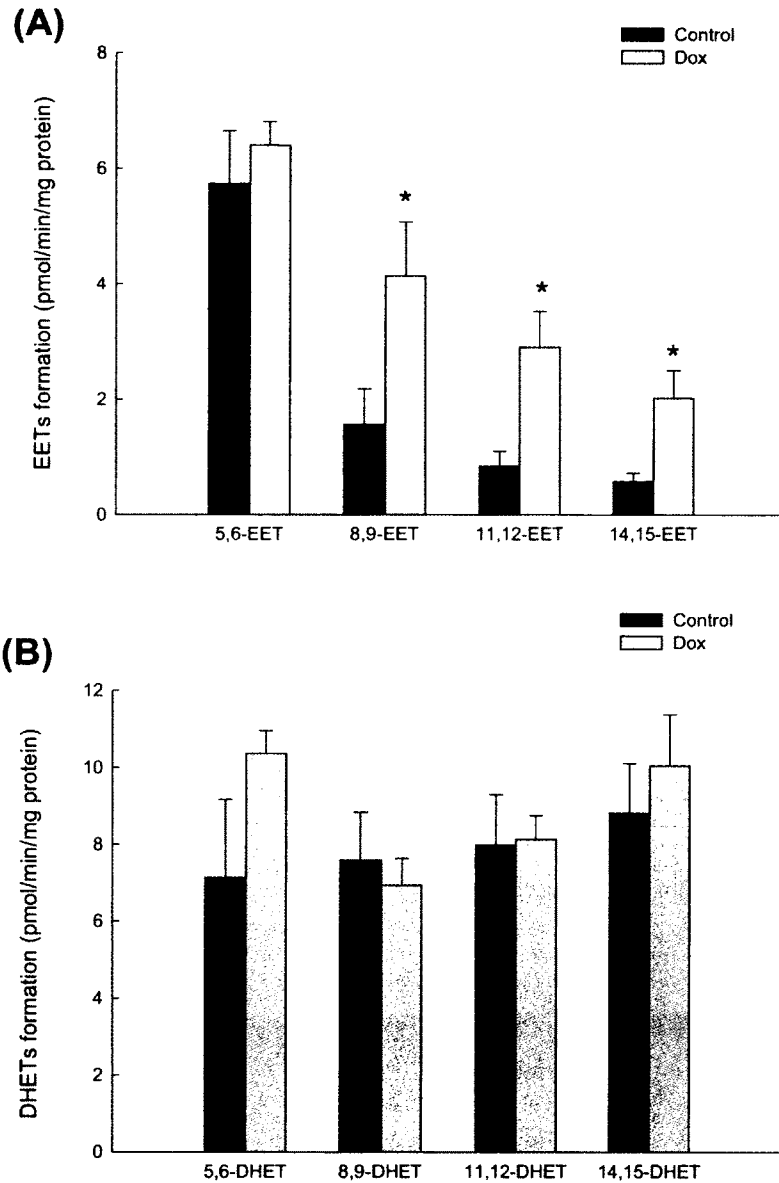 (A)
Control
Dox
EETs formation (pmol/min/mg protein)
8
6
4
2
0
*
*
*
5,6-EET 8,9-EET 11,12-EET 14,15-EET
(B)
Control
Dox
DHETs formation (pmol/min/mg protein)
12
10
8
6
4
2
0
5,6-DHET 8,9-DHET 11,12-DHET 14,15-DHET